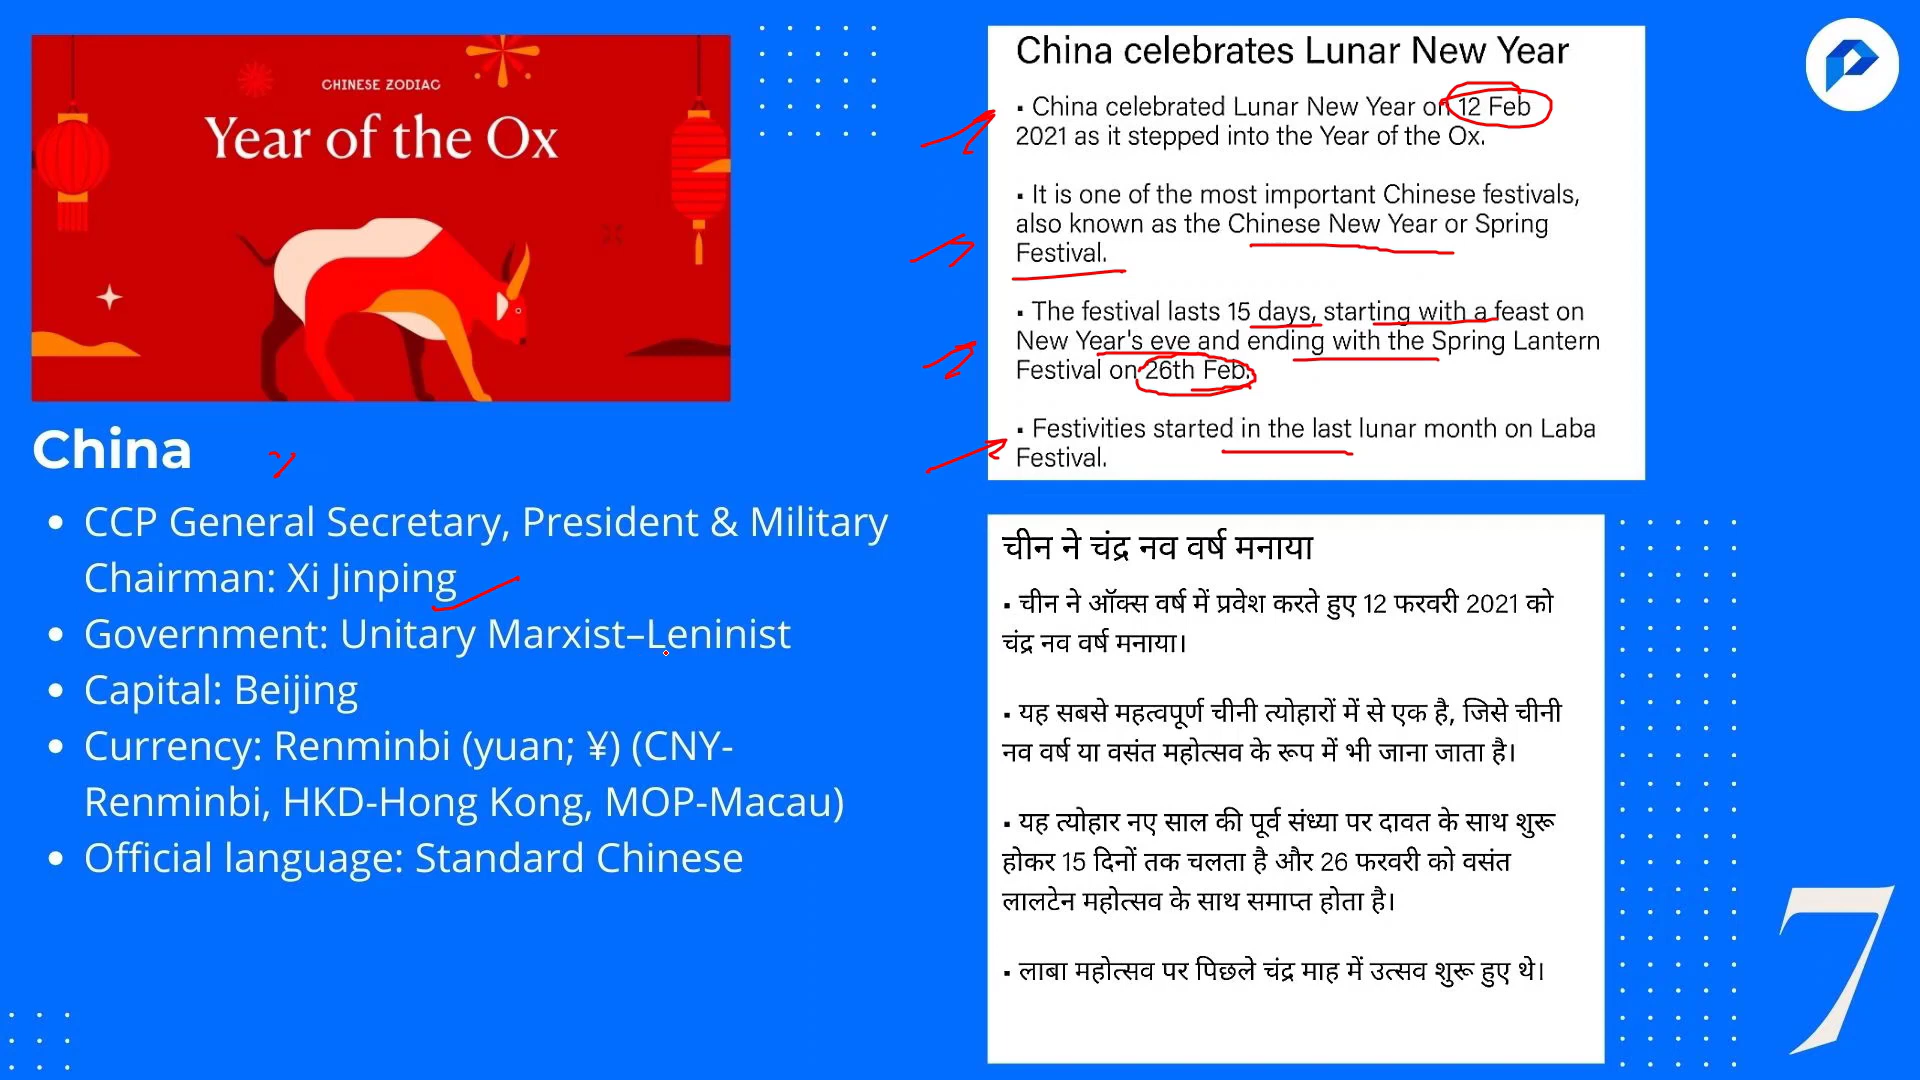 CHINESE ZODIAC
Year of the Ox
China
• CCP General Secretary, President & Military
Chairman: Xi Jinping
• Government: Unitary Marxist–Leninist
• Capital: Beijing
• Currency: Renminbi (yuan; ¥) (CNY-
Renminbi, HKD-Hong Kong, MOP-Macau)
• Official language: Standard Chinese
China celebrates Lunar New Year
▪ China celebrated Lunar New Year on 12 Feb
2021 as it stepped into the Year of the Ox.
▪ It is one of the most important Chinese festivals,
also known as the Chinese New Year or Spring
Festival.
▪ The festival lasts 15 days, starting with a feast on
New Year's eve and ending with the Spring Lantern
Festival on 26th Feb.
▪ Festivities started in the last lunar month on Laba
Festival.
चीन ने चंद्र नव वर्ष मनाया
▪ चीन ने ऑक्स वर्ष में प्रवेश करते हुए 12 फरवरी 2021 को
चंद्र नव वर्ष मनाया।
▪ यह सबसे महत्वपूर्ण चीनी त्योहारों में से एक है, जिसे चीनी
नव वर्ष या वसंत महोत्सव के रूप में भी जाना जाता है।
▪ यह त्योहार नए साल की पूर्व संध्या पर दावत के साथ शुरू
होकर 15 दिनों तक चलता है और 26 फरवरी को वसंत
लालटेन महोत्सव के साथ समाप्त होता है।
▪ लाबा महोत्सव पर पिछले चंद्र माह में उत्सव शुरू हुए थे।
7